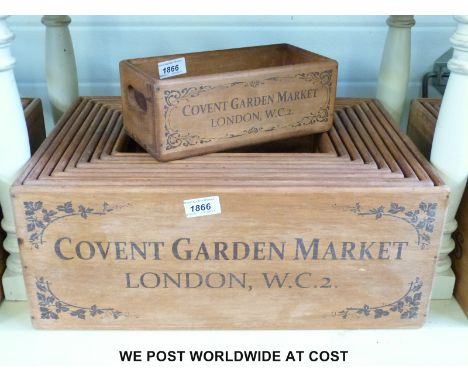 1866
COVENT GARDEN MARKET
LONDON, W.C.2.
1866
COVENT GARDEN MARKET
LONDON, W.C.2.
WE POST WORLDWIDE AT COST